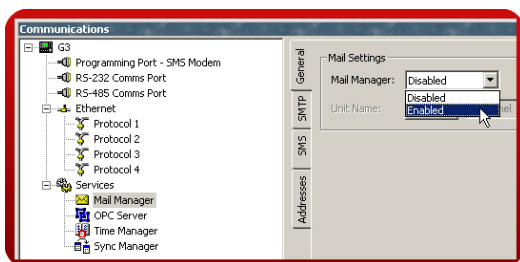 Communications
G3
Programming Port - SMS Modem
RS-232 Comms Port
RS-485 Comms Port
Ethernet
Protocol 1
Protocol 2
Protocol 3
Protocol 4
Services
Mail Manager
OPC Server
Time Manager
Sync Manager
General
SMTP
SMS
Addresses
Mail Settings
Mail Manager: Disabled
Disabled
Enabled
Unit Name: